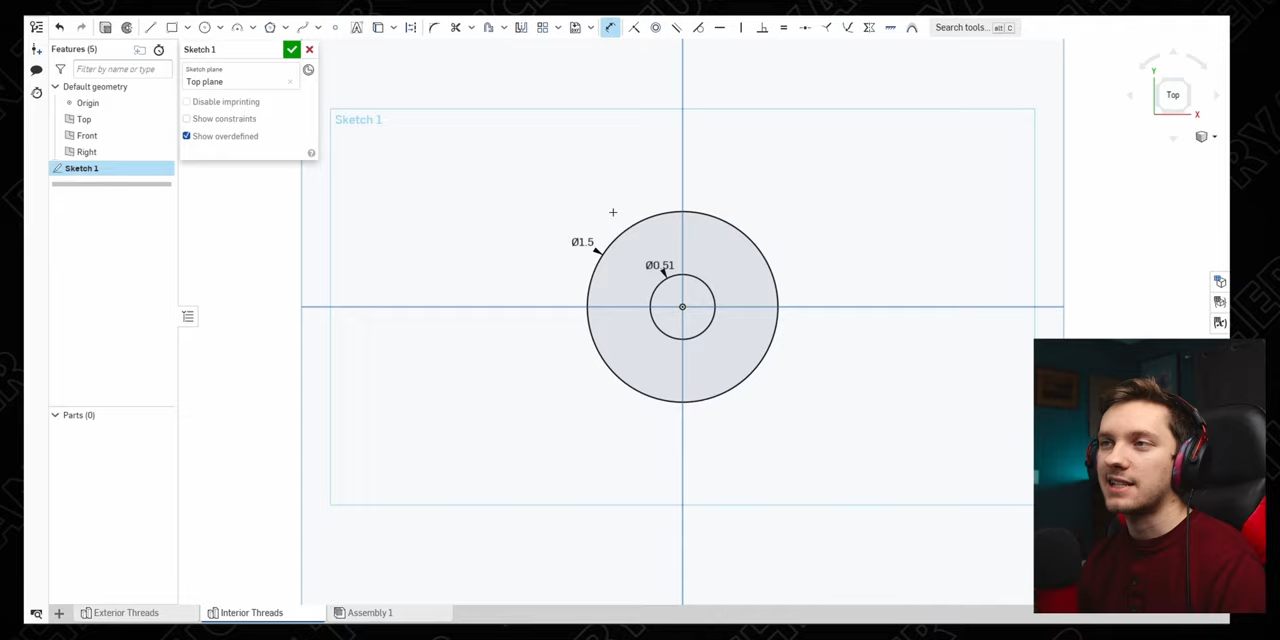 Search tools... alt C
Features (5)
Filter by name or type
Default geometry
Origin
Top
Front
Right
Sketch 1
Parts (0)
Sketch 1
Sketch plane
Top plane
Disable imprinting
Show constraints
Show overdefined
Sketch 1
Ø1.5
Ø0.51
Y
Top
X
Exterior Threads
Interior Threads
Assembly 1